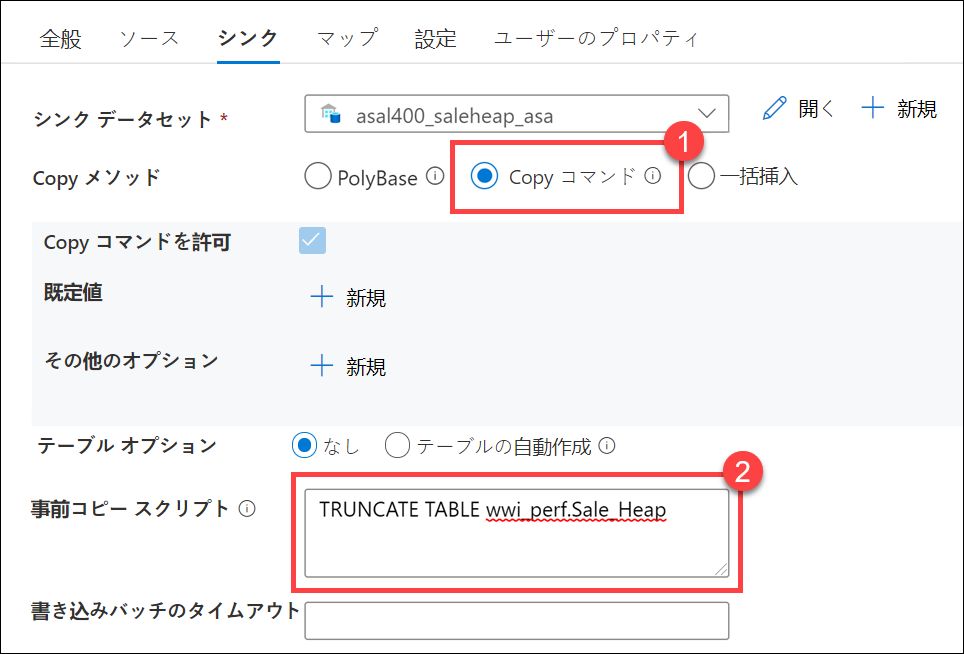 全般 ソース シンク マップ 設定 ユーザーのプロパティ
シンク データセット * asal400_saleheap_asa 開く 新規
1
Copy メソッド PolyBase Copy コマンド 一括挿入
Copy コマンドを許可
既定値 新規
その他のオプション 新規
テーブル オプション なし テーブルの自動作成
2
事前コピー スクリプト TRUNCATE TABLE wwi_perf.Sale_Heap
書き込みバッチのタイムアウト